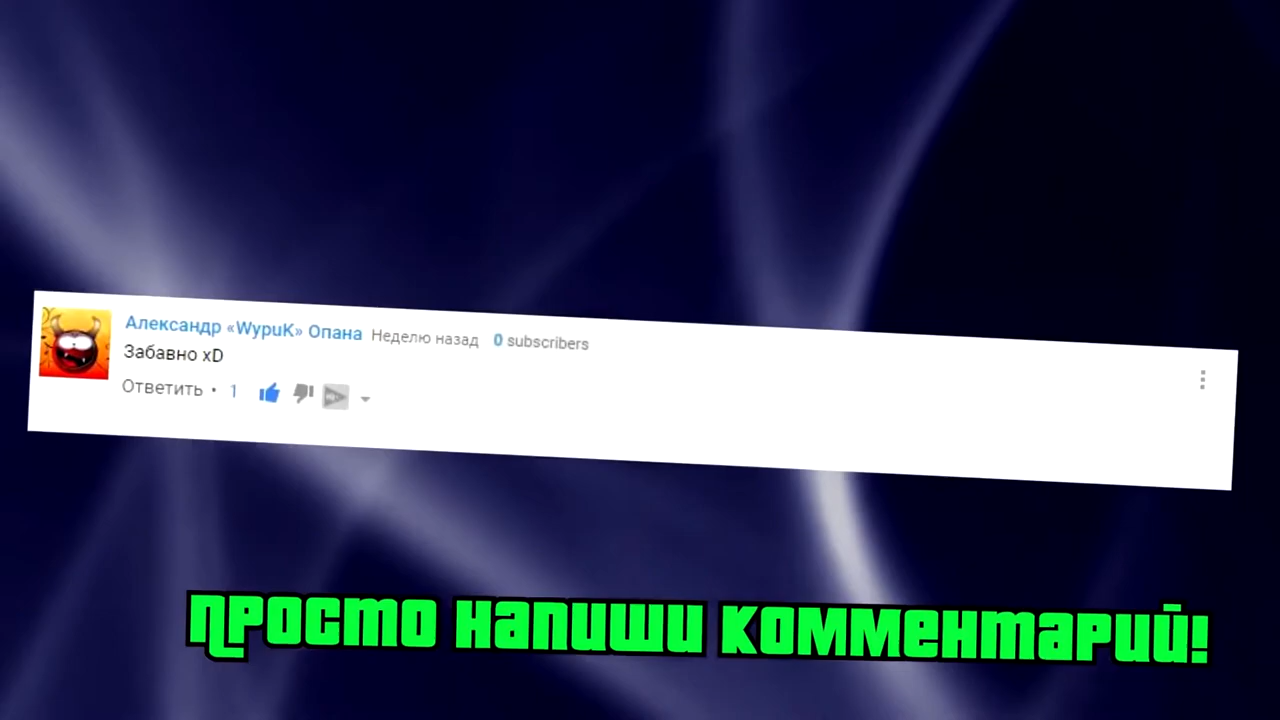 Александр «WypuK» Опана Неделю назад 0 subscribers
Забавно xD
Ответить • 1
Просто напиши комментарий!